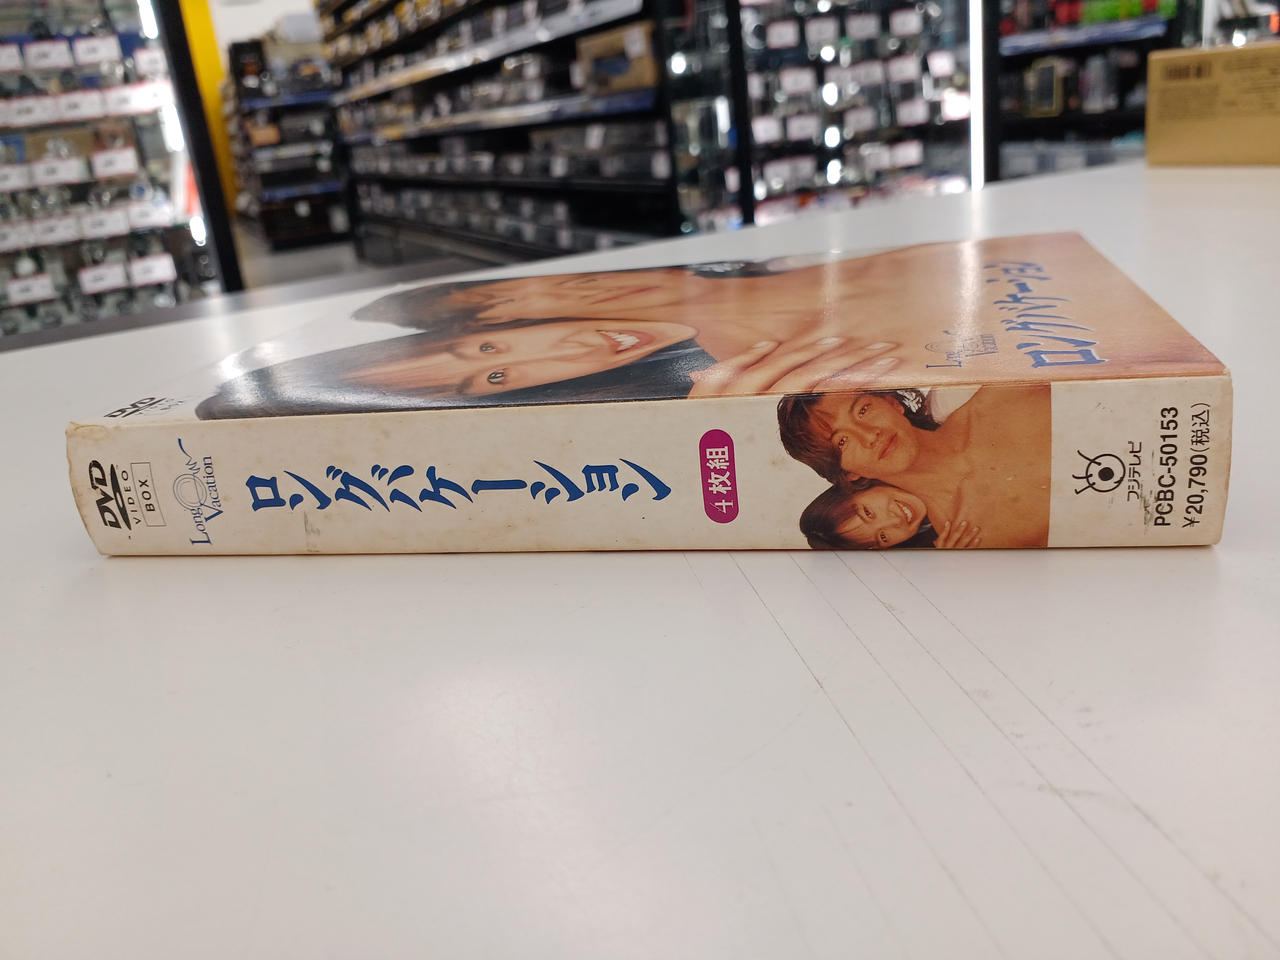 DVD
VIDEO
BOX
Long
Vacation
ロングバケーション
4枚組
フジテレビ
PCBC-50153
¥20,790(税込)
DVD
Long
Vacation
ロングバケーション